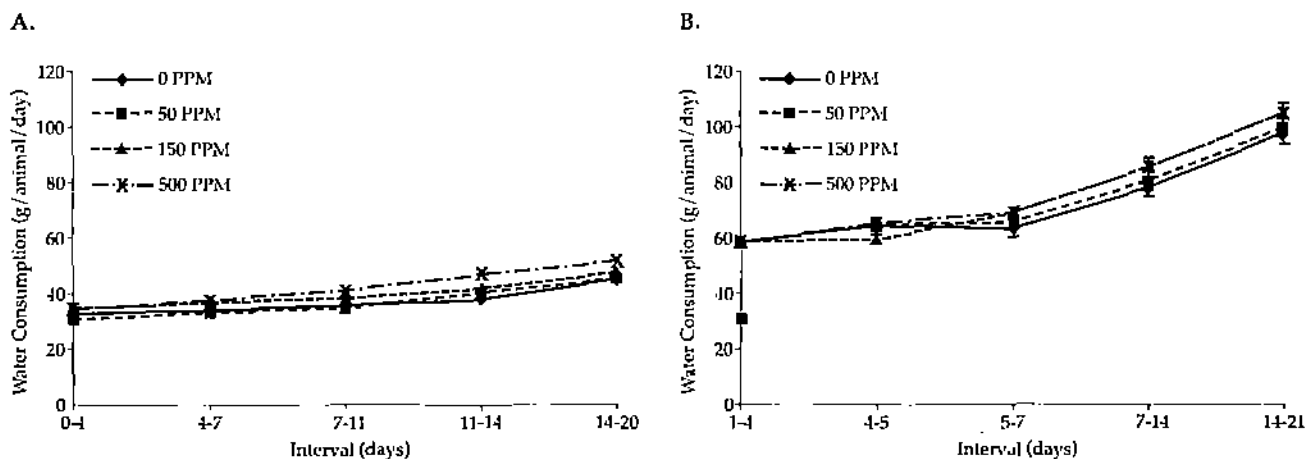 A.
Water Consumption (g/animal/day)
120
100
80
60
40
20
0
0 PPM
50 PPM
150 PPM
500 PPM
0-4
4-7
7-11
11-14
14-20
Interval (days)
B.
Water Consumption (g/animal/day)
120
100
80
60
40
20
0
0 PPM
50 PPM
150 PPM
500 PPM
1-4
4-5
5-7
7-14
14-21
Interval (days)